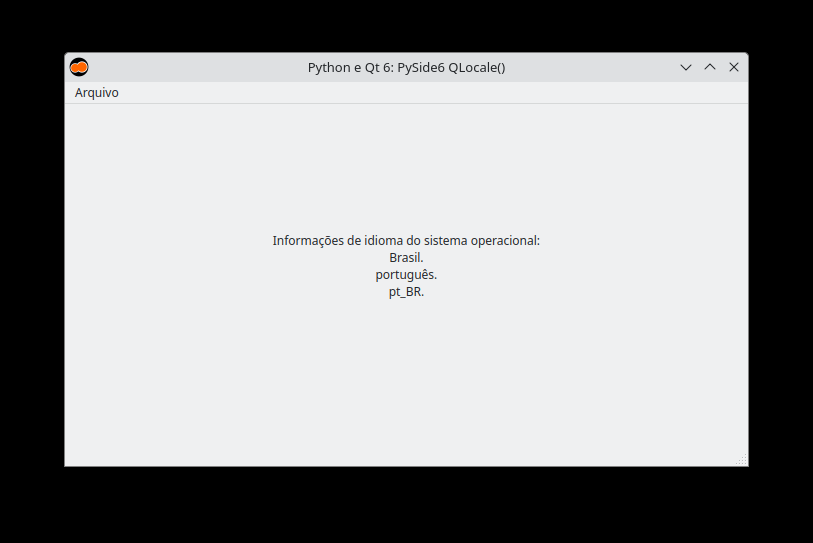 Python e Qt 6: PySide6 QLocale()
Arquivo
Informações de idioma do sistema operacional:
Brasil.
português.
pt_BR.